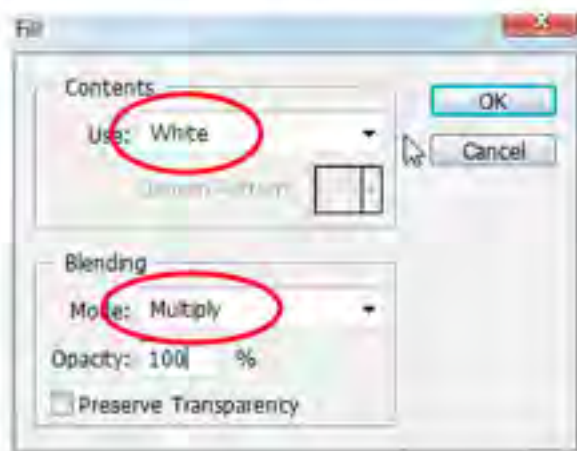 Fill
Contents
Use: White
OK
Cancel
Blending
Mode: Multiply
Opacity: 100 %
Preserve Transparency